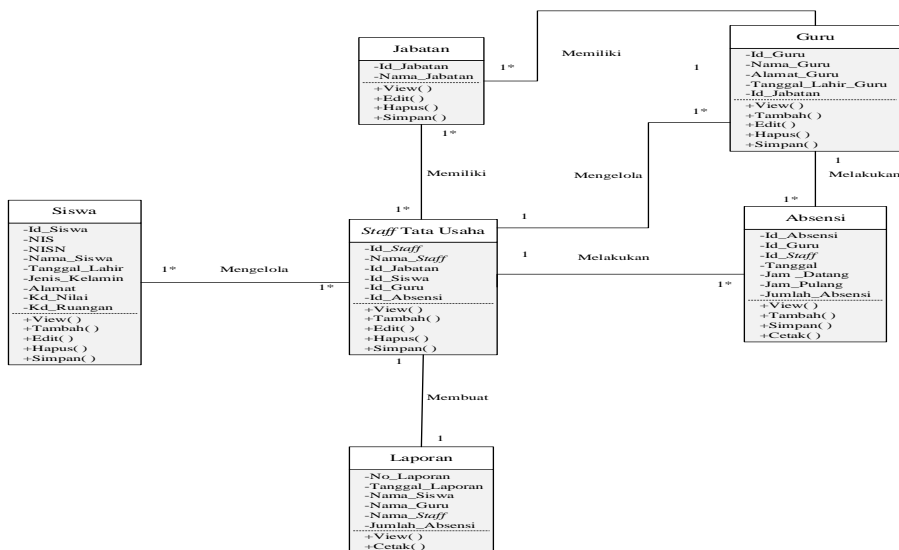 Jabatan
-Id_Jabatan
-Nama_Jabatan
+View( )
+Edit( )
+Hapus( )
+Simpan( )
Memiliki
1*
1
Guru
-Id_Guru
-Nama_Guru
-Alamat_Guru
-Tanggal_Lahir_Guru
-Id_Jabatan
+View( )
+Tambah( )
+Edit( )
+Hapus( )
+Simpan( )
1*
Memiliki
1*
1*
Mengelola
1
1
Melakukan
1*
Siswa
-Id_Siswa
-NIS
-NISN
-Nama_Siswa
-Tanggal_Lahir
-Jenis_Kelamin
-Alamat
-Kd_Nilai
-Kd_Ruangan
+View( )
+Tambah( )
+Edit( )
+Hapus( )
+Simpan( )
1*
Mengelola
1*
Staff Tata Usaha
-Id_Staff
-Nama_Staff
-Id_Jabatan
-Id_Siswa
-Id_Guru
-Id_Absensi
+View( )
+Tambah( )
+Edit( )
+Hapus( )
+Simpan( )
1
Melakukan
1*
Absensi
-Id_Absensi
-Id_Guru
-Id_Staff
-Tanggal
-Jam _Datang
-Jam_Pulang
-Jumlah_Absensi
+View( )
+Tambah( )
+Simpan( )
+Cetak( )
1
Membuat
1
Laporan
-No_Laporan
-Tanggal_Laporan
-Nama_Siswa
-Nama_Guru
-Nama_Staff
-Jumlah_Absensi
+View( )
+Cetak( )